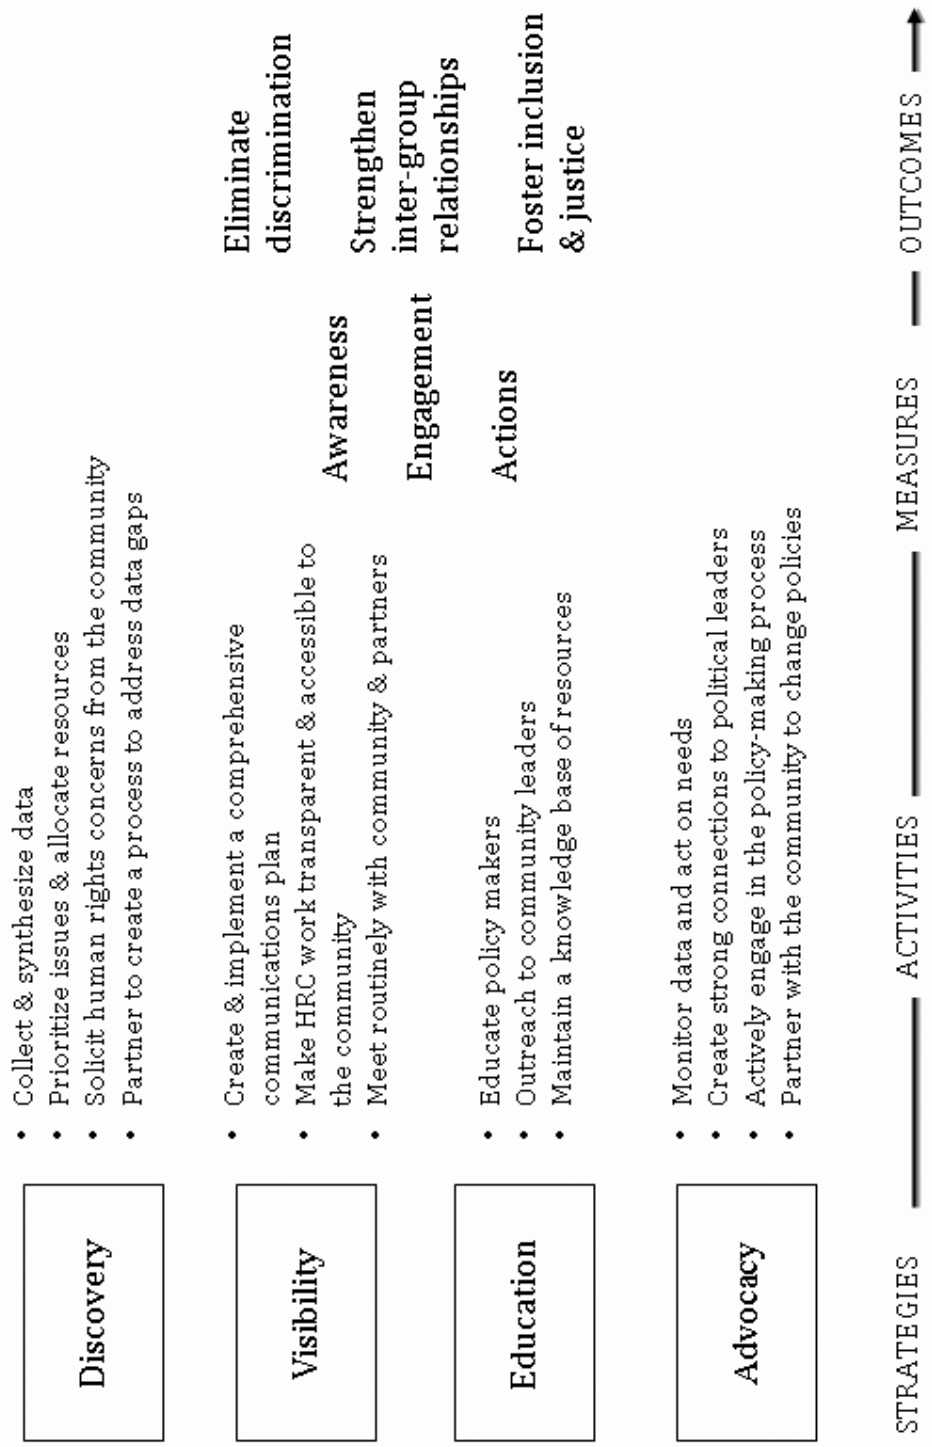 Discovery
• Collect & synthesize data
• Prioritize issues & allocate resources
• Solicit human rights concerns from the community
• Partner to create a process to address data gaps
Visibility
• Create & implement a comprehensive
communications plan
• Make HRC work transparent & accessible to
the community
• Meet routinely with community & partners
Education
• Educate policy makers
• Outreach to community leaders
• Maintain a knowledge base of resources
Advocacy
• Monitor data and act on needs
• Create strong connections to political leaders
• Actively engage in the policy-making process
• Partner with the community to change policies
Awareness
Engagement
Actions
Eliminate
discrimination
Strengthen
inter-group
relationships
Foster inclusion
& justice
STRATEGIES
ACTIVITIES
MEASURES
OUTCOMES